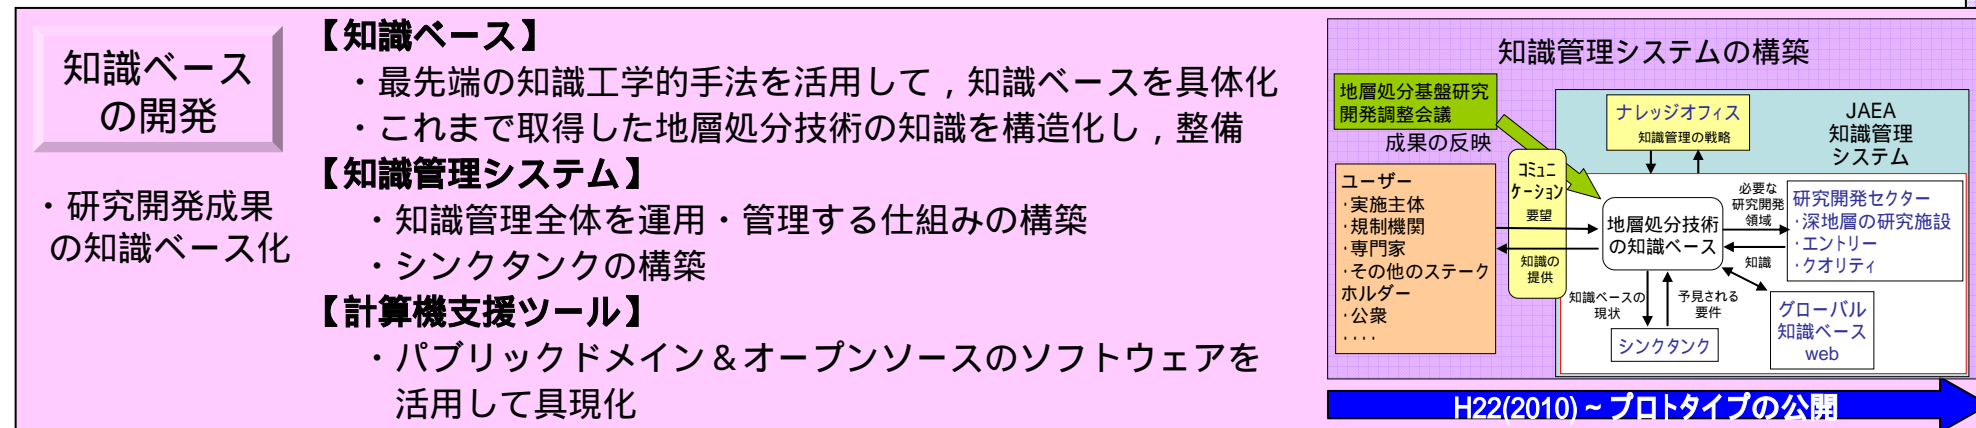 知識ベース
の開発
・研究開発成果
の知識ベース化
【知識ベース】
・最先端の知識工学的手法を活用して，知識ベースを具体化
・これまで取得した地層処分技術の知識を構造化し，整備
【知識管理システム】
・知識管理全体を運用・管理する仕組みの構築
・シンクタンクの構築
【計算機支援ツール】
・パブリックドメイン＆オープンソースのソフトウェアを
活用して具現化
知識管理システムの構築
地層処分基盤研究
開発調整会議
成果の反映
ユーザー
・実施主体
・規制機関
・専門家
・その他のステーク
ホルダー
・公衆
・・・・
コミュニ
ケーション
要望
知識の
提供
ナレッジオフィス
知識管理の戦略
JAEA
知識管理
システム
地層処分技術
の知識ベース
必要な
研究開発
領域
知識
研究開発セクター
・深地層の研究施設
・エントリー
・クオリティ
知識ベースの
現状
予見される
要件
シンクタンク
グローバル
知識ベース
web
H22(2010)～プロトタイプの公開